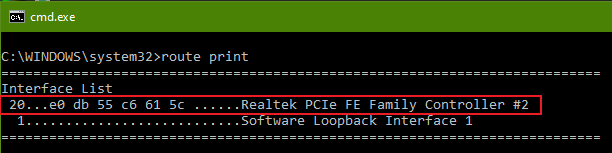 cmd.exe
C:\WINDOWS\system32>route print
===========================================================================
Interface List
 20...e0 db 55 c6 61 5c ......Realtek PCIe FE Family Controller #2
  1...........................Software Loopback Interface 1
===========================================================================